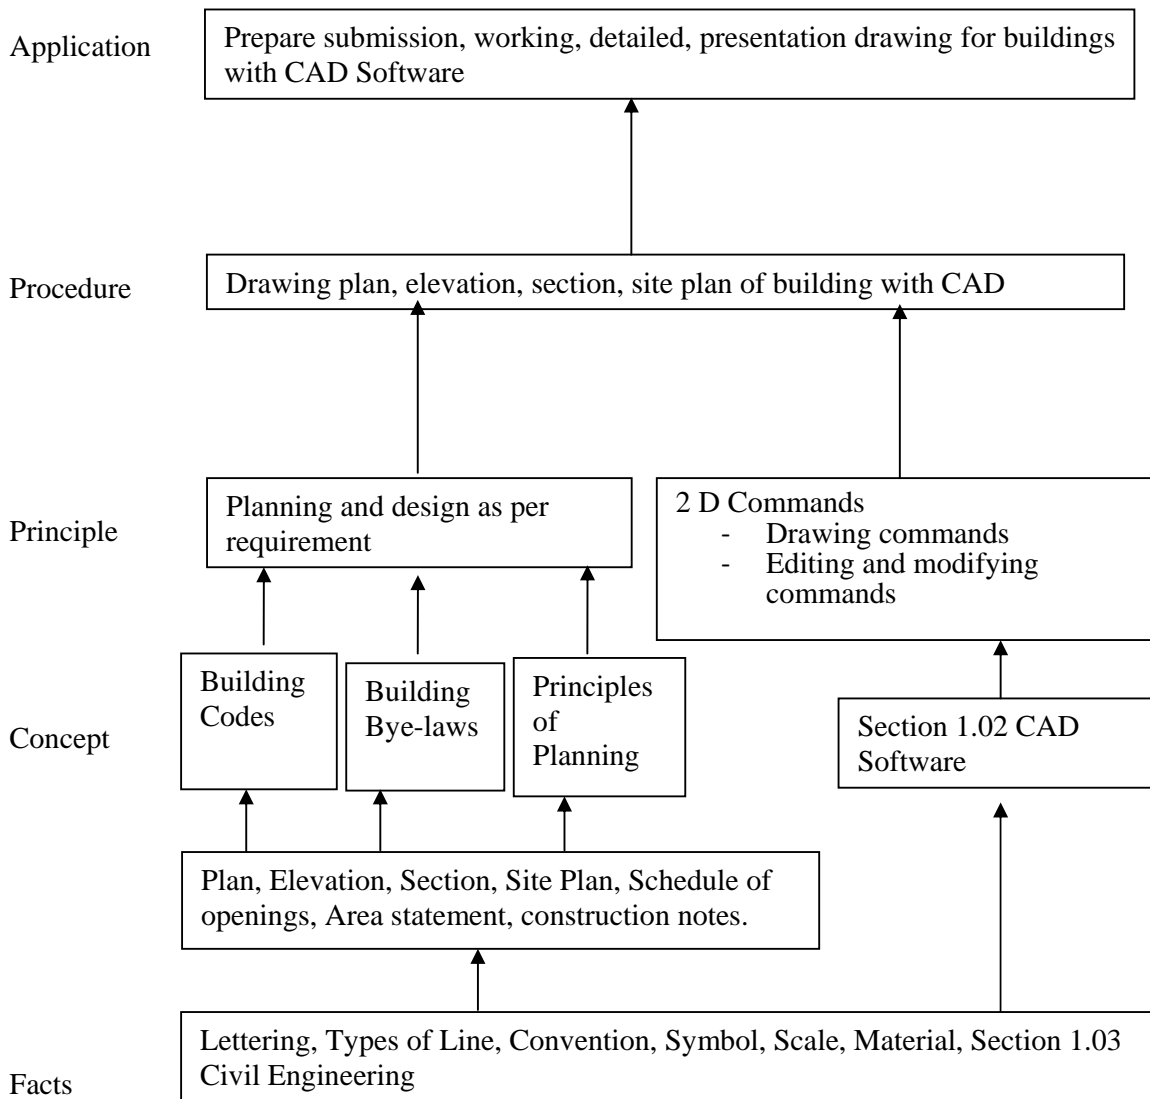 Application
Prepare submission, working, detailed, presentation drawing for buildings
with CAD Software
Procedure
Drawing plan, elevation, section, site plan of building with CAD
Principle
Planning and design as per
requirement
2 D Commands
- Drawing commands
- Editing and modifying
commands
Concept
Building
Codes
Building
Bye-laws
Principles
of
Planning
Section 1.02 CAD
Software
Plan, Elevation, Section, Site Plan, Schedule of
openings, Area statement, construction notes.
Facts
Lettering, Types of Line, Convention, Symbol, Scale, Material, Section 1.03
Civil Engineering